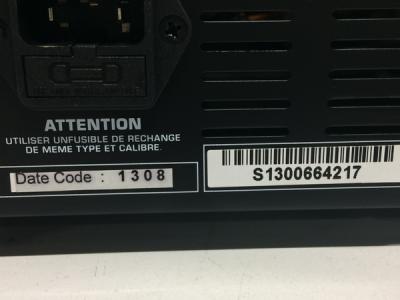 ATTENTION
UTILISER UNFUSIBLE DE RECHANGE
DE MEME TYPE ET CALIBRE.
Date Code : 1308
S1300664217